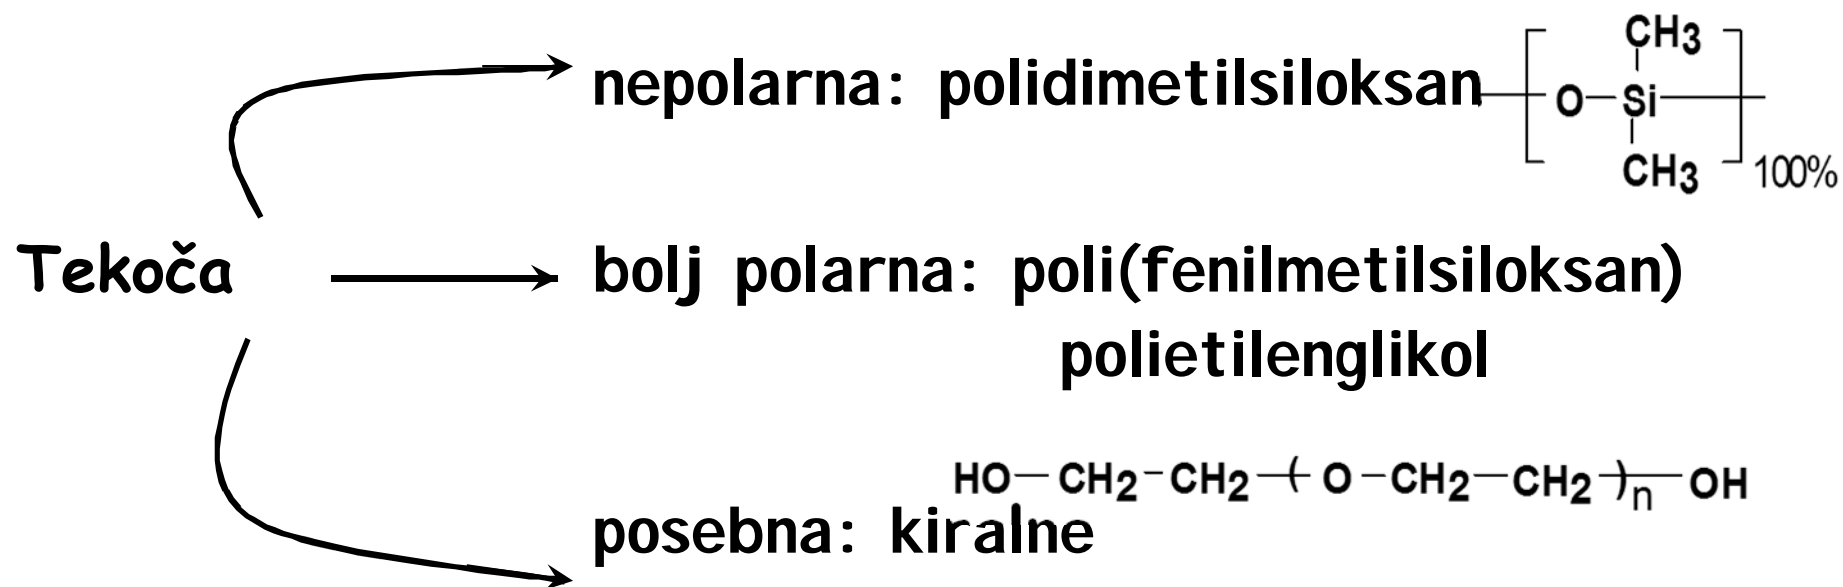 CH3
nepolarna: polidimetilsiloksan [O—Si] 100%
CH3
Tekoča
bolj polarna: poli(fenilmetilsiloksan)
polietilenglikol
HO—CH2-CH2—(O—CH2—CH2)n—OH
posebna: kiralne